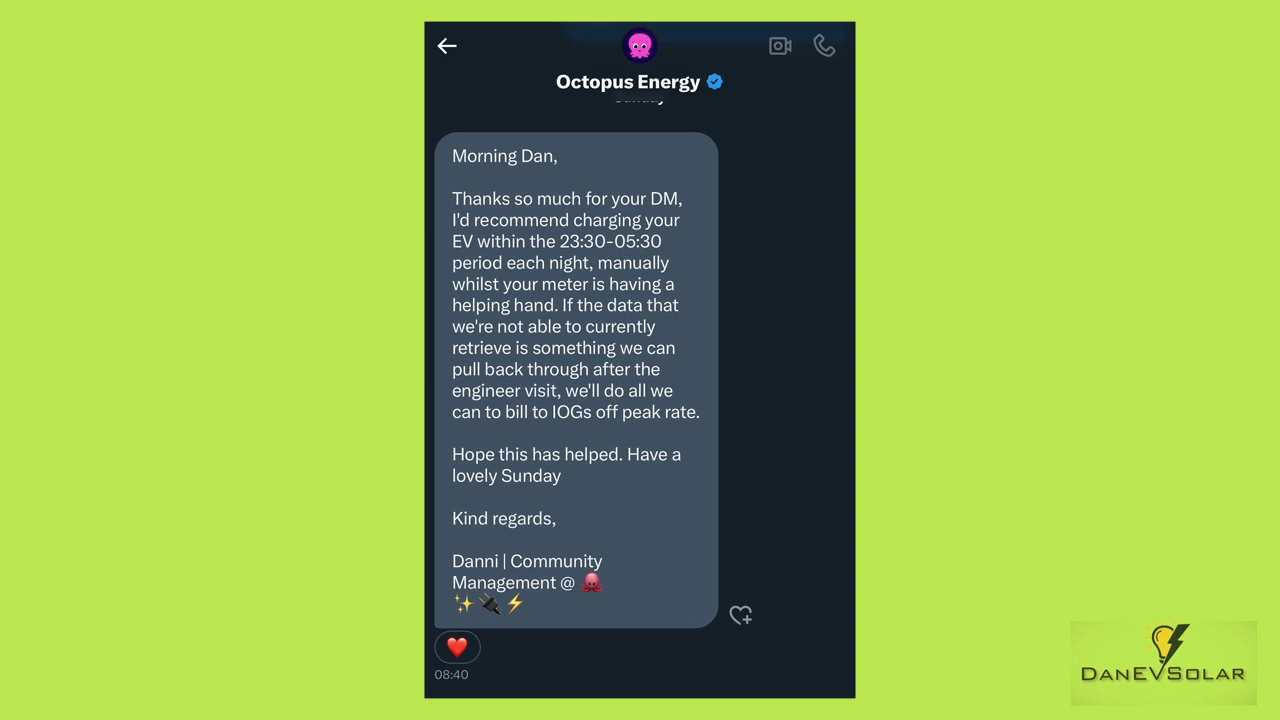 Octopus Energy
Sunday
Morning Dan,
Thanks so much for your DM,
I'd recommend charging your
EV within the 23:30-05:30
period each night, manually
whilst your meter is having a
helping hand. If the data that
we're not able to currently
retrieve is something we can
pull back through after the
engineer visit, we'll do all we
can to bill to IOGs off peak rate.
Hope this has helped. Have a
lovely Sunday
Kind regards,
Danni | Community
Management @ 🐙
✨🔌⚡
08:40
DanEVSolar